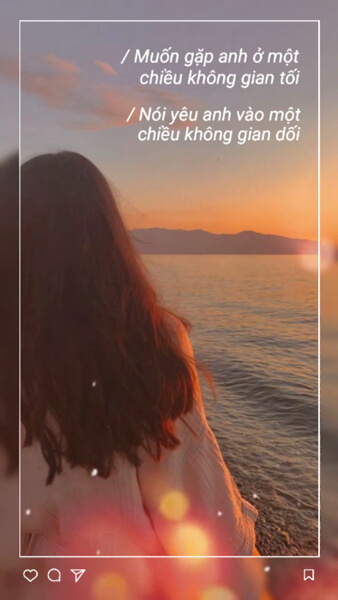 / Muốn gặp anh ở một
chiều không gian tối
/ Nói yêu anh vào một
chiều không gian dối